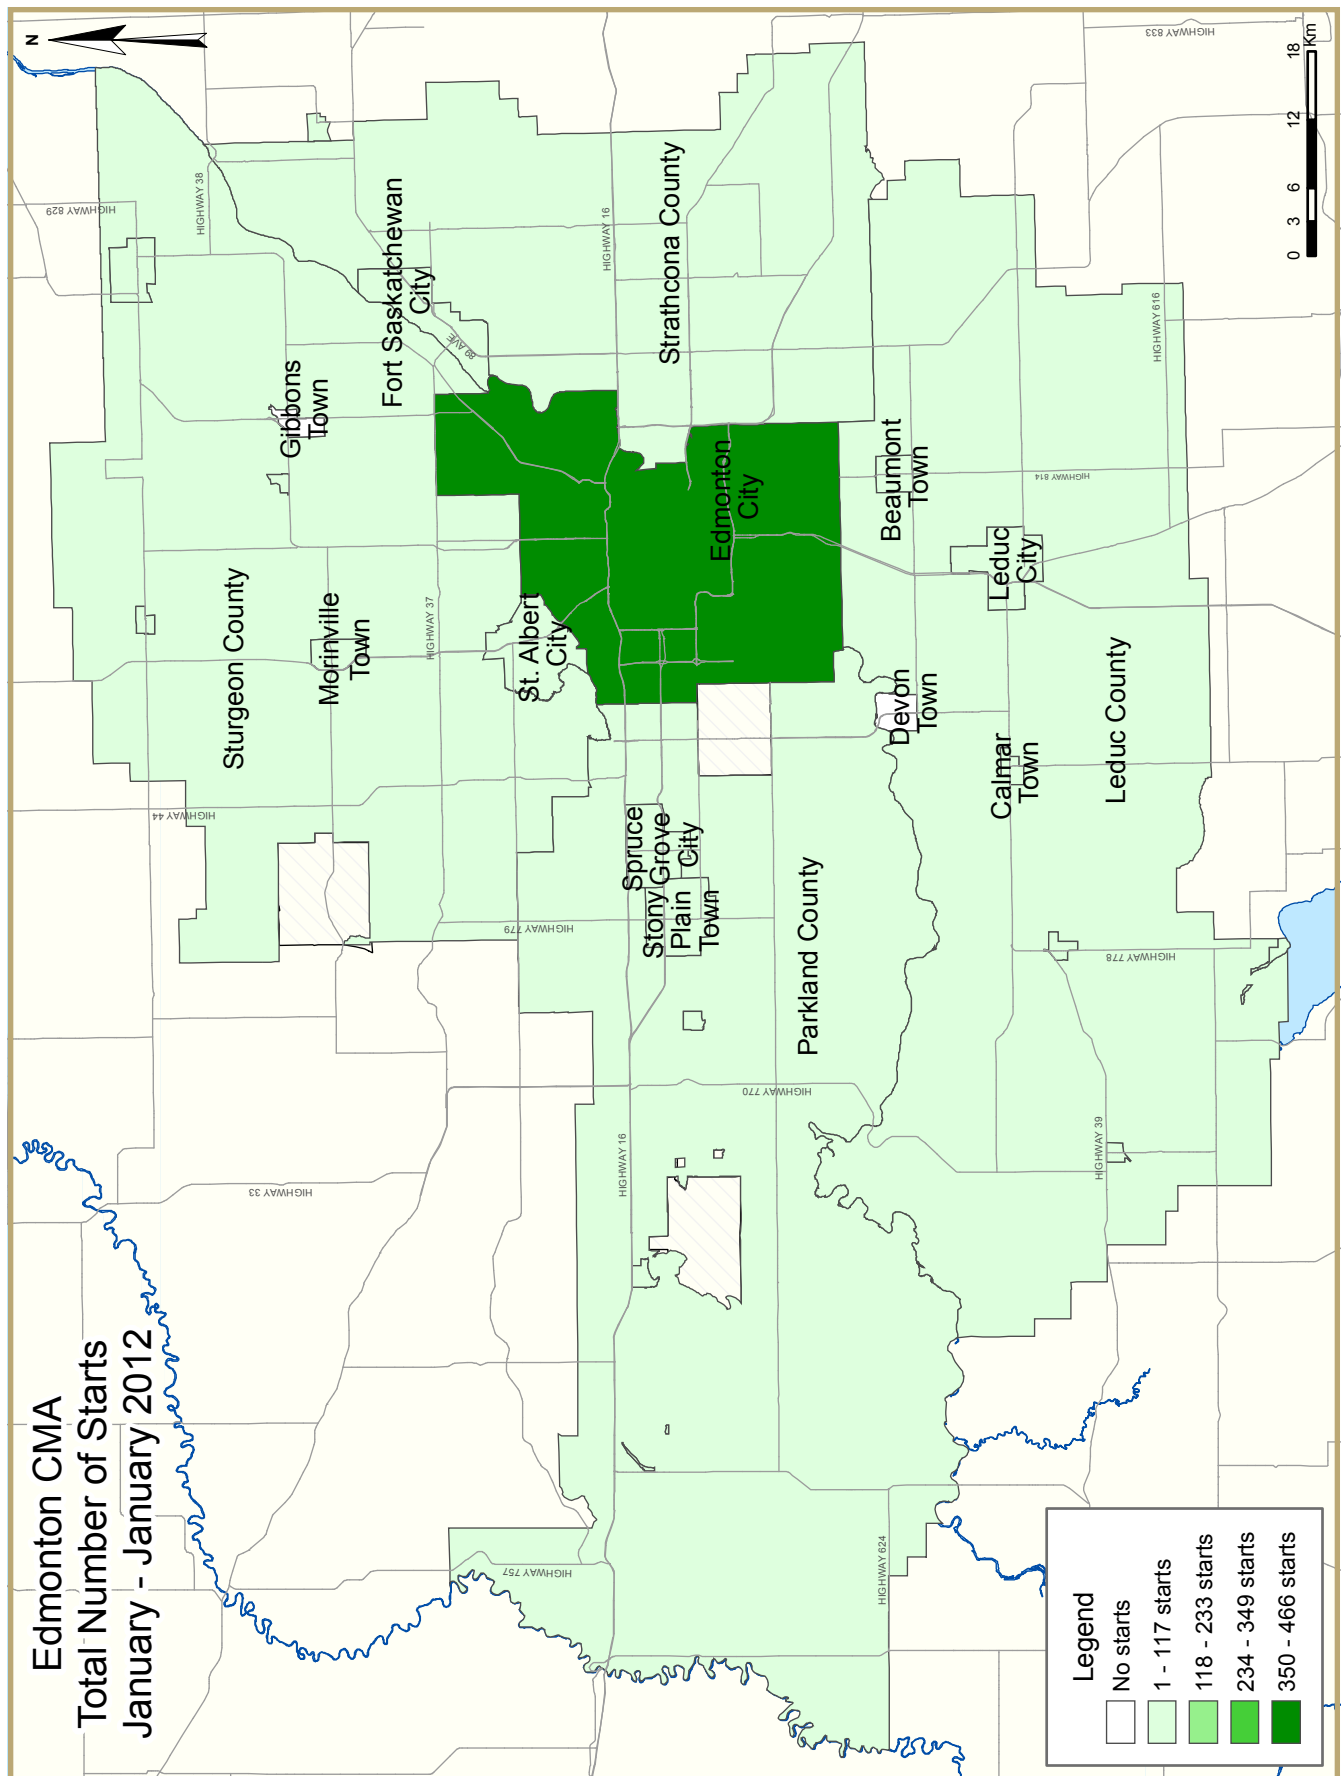 Edmonton CMA
Total Number of Starts
January - January 2012
N
HIGHWAY 829
HIGHWAY 38
HIGHWAY 833
Fort Saskatchewan
City
HIGHWAY 16
Strathcona County
89 AVE
Gibbons
Town
HIGHWAY 616
Edmonton
City
Beaumont
Town
HIGHWAY 814
Leduc
City
Sturgeon County
Morinville
Town
HIGHWAY 37
St. Albert
City
Devon
Town
Calmar
Town
Leduc County
HIGHWAY 44
Spruce
Grove
City
Stony
Plain
Town
HIGHWAY 779
Parkland County
HIGHWAY 778
HIGHWAY 770
HIGHWAY 16
HIGHWAY 39
HIGHWAY 33
HIGHWAY 757
HIGHWAY 624
Legend
No starts
1 - 117 starts
118 - 233 starts
234 - 349 starts
350 - 466 starts
0 3 6 12 18
Km